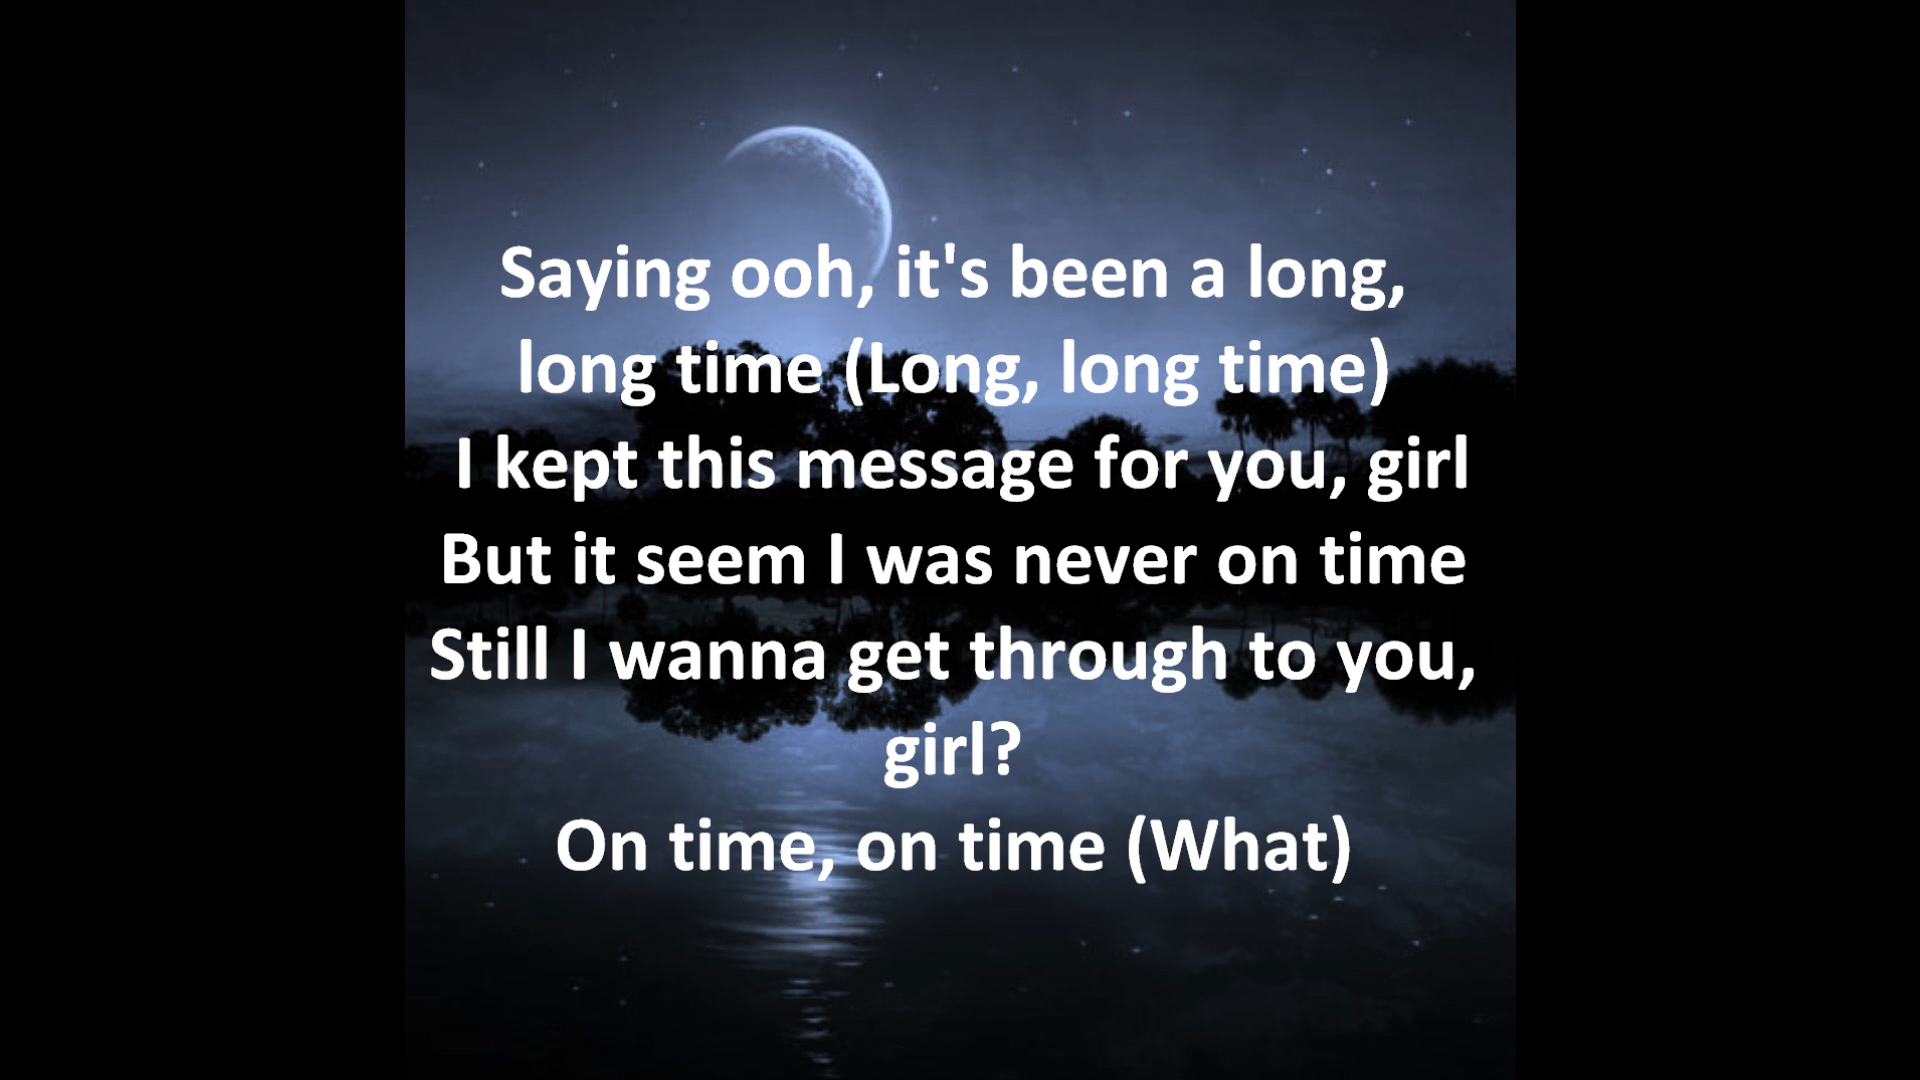 Saying ooh, it's been a long,
long time (Long, long time)
I kept this message for you, girl
But it seem I was never on time
Still I wanna get through to you,
girl?
On time, on time (What)